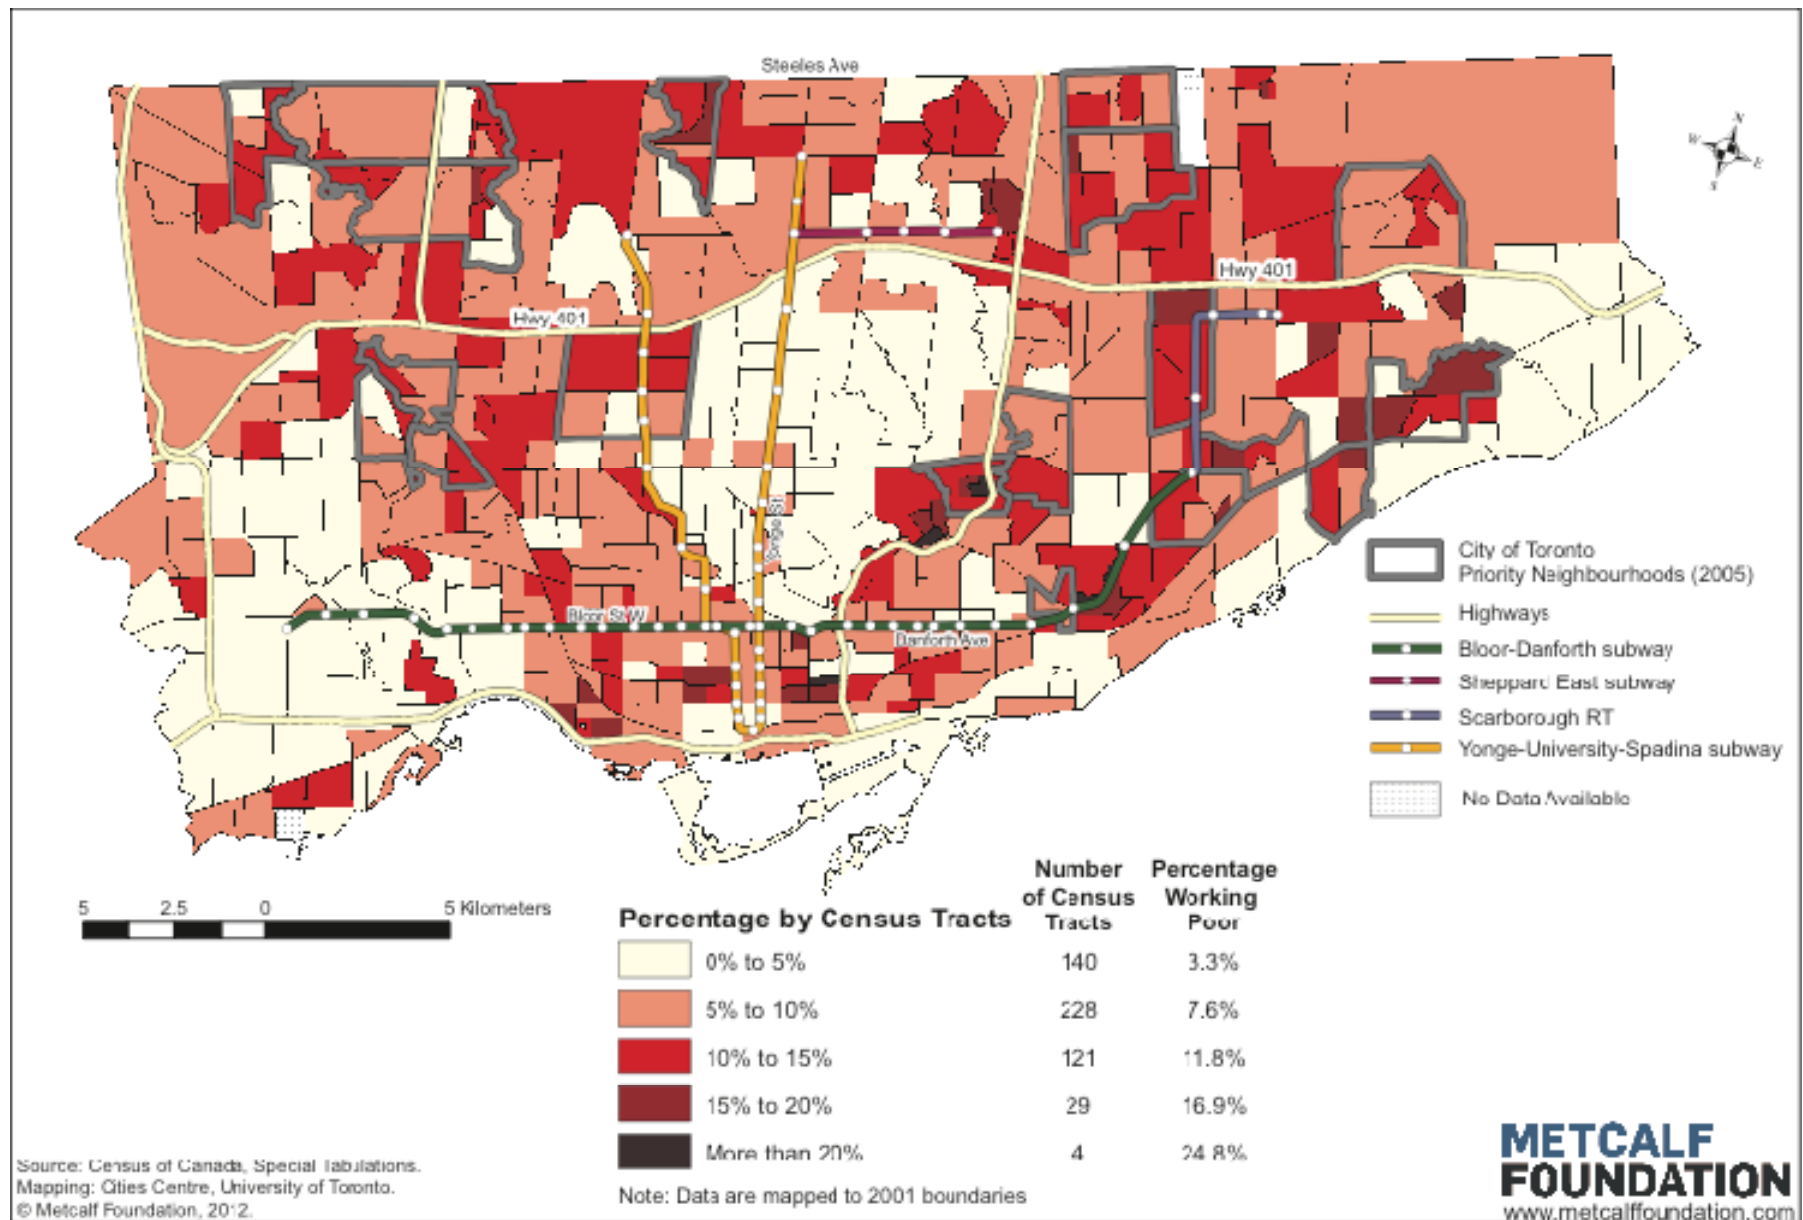 Steeles Ave
N
W
E
S
Hwy 401
Hwy 401
Yonge St
Bloor St W
Danforth Ave
City of Toronto
Priority Neighbourhoods (2005)
Highways
Bloor-Danforth subway
Sheppard East subway
Scarborough RT
Yonge-University-Spadina subway
No Data Available
5 2.5 0 5 Kilometers
Number Percentage
of Census Working
Percentage by Census Tracts Tracts Poor
0% to 5% 140 3.3%
5% to 10% 228 7.6%
10% to 15% 121 11.8%
15% to 20% 29 16.9%
More than 20% 4 24.8%
Note: Data are mapped to 2001 boundaries
Source: Census of Canada, Special Tabulations.
Mapping: Cities Centre, University of Toronto.
© Metcalf Foundation, 2012.
METCALF
FOUNDATION
www.metcalffoundation.com